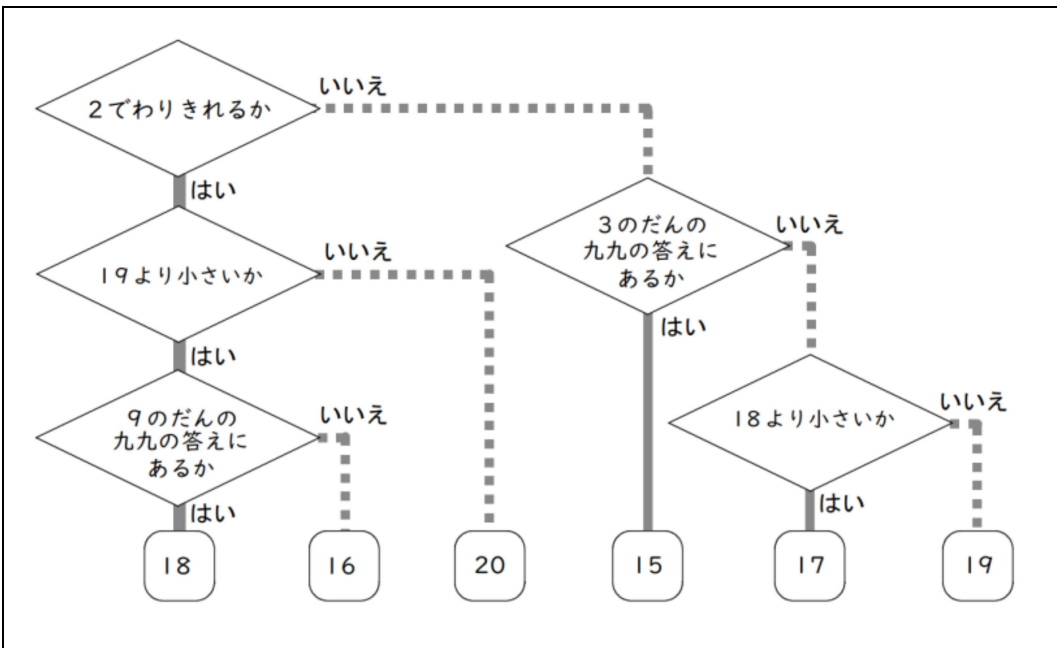 いいえ
2でわりきれるか
はい
いいえ
3のだんの
九九の答えに
あるか
いいえ
19より小さいか
はい
はい
いいえ
9のだんの
九九の答えに
あるか
いいえ
18より小さいか
はい
はい
18
16
20
15
17
19